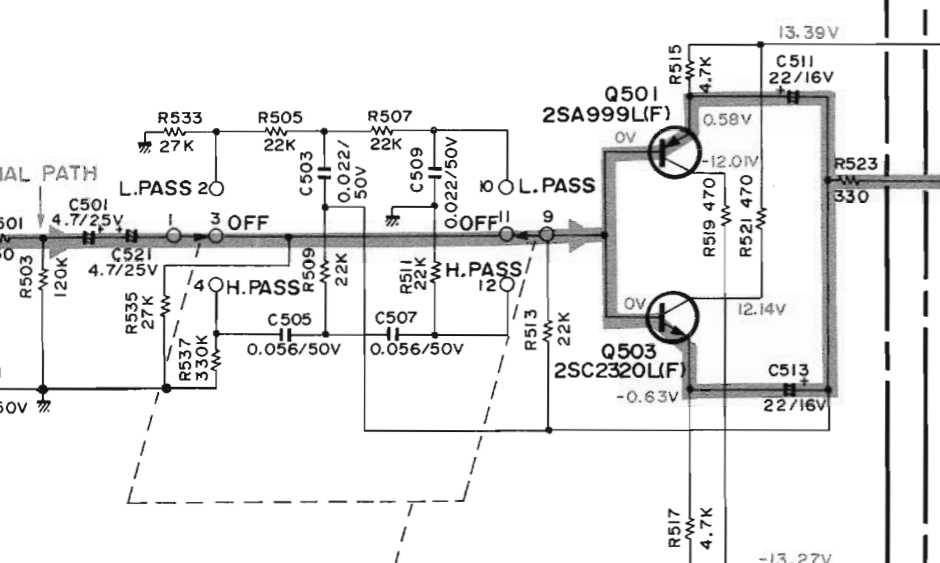 13.39V
R515
4.7K
C511
22/16V
+
Q501
2SA999L(F)
0.58V
0V
-12.01V
R533
27K
R505
22K
R507
22K
C503
0.022/
50V
C509
0.022/50V
R519 470
R521 470
R523
330
PATH
L.PASS 2
10 L.PASS
C501
4.7/25V
+
+
C521
4.7/25V
1
3 OFF
OFF 11
9
R503
120K
R509
22K
R511
22K
4 H.PASS
H.PASS
12
R535
27K
R537
330K
C505
0.056/50V
C507
0.056/50V
R513
22K
0V
12.14V
Q503
2SC2320L(F)
-0.63V
C513
+
22/16V
R517
4.7K
-13.27V